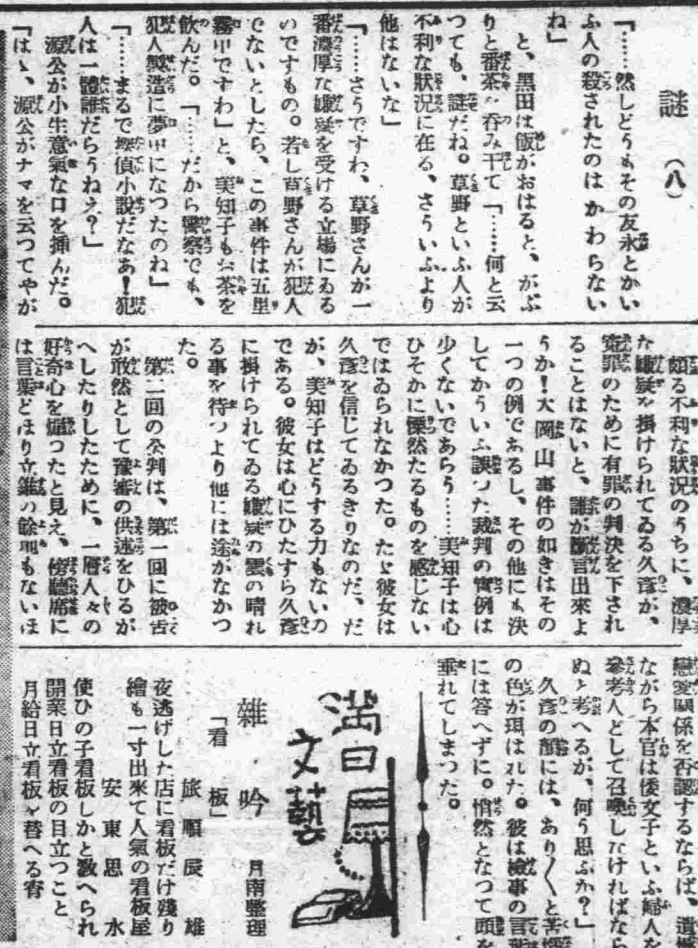 謎　（八）
「……然しどうもその友永とかい
ふ人の殺されたのは かわらない
ね」
と、黒田は飯がおはると、がぶ
りと番茶を呑み干て「……何と云
つても、謎だね。草野といふ人が
不利な狀況に在る、さういふより
他はないな」
「……さうですわ、草野さんが一
番濃厚な嫌疑を受ける立場にゐる
のですもの。若し草野さんが犯人
でないとしたら、この事件は五里
霧中ですわ」と、美知子もお茶を
飲んだ。「……だから警察でも、
犯人製造に夢中になつたのね」
「……まるで探偵小説だなあ！犯
人は一體誰だらうねえ？」
源公が小生意氣な口を挿んだ。
「はゝ、源公がナマを云つてやが
頗る不利な狀況のうちに、濃厚
な嫌疑を掛けられてゐる久彥が、
寃罪のために有罪の判決を下され
ることはないと、誰が斷言出來よ
うか！大岡山事件の如きはその
一つの例であるし、その他にも決
してかういふ誤つた裁判の實例は
少くないであらう……美知子は心
ひそかに慄然たるものを感じない
ではゐられなかつた。たゞ彼女は
久彥を信じてゐるきりなのだ、だ
が、美知子はどうする力もないの
である。彼女は心にひたすら久彥
に掛けられてゐる嫌疑の雲の晴れ
る事を待つより他には途がなかつ
た。
第二回の公判は、第一回に被告
が敢然として豫審の供述をひるが
へしたりしたために、一層人々の
好奇心を煽つたと見え、傍聽席に
は言葉どほり立錐の餘地もないほ
戀愛關係を否認するならば、遺憾
ながら本官は倭文子といふ婦人を
參考人として召喚しなければなら
ぬと考へるが、何う思ふか？」
久彥の顏には、あり〳〵と苦惱
の色が現はれた。彼は檢事の言葉
には答へずに。悄然となつて頭を
垂れてしまつた。
滿日
文藝
雜吟　月南整理
「看板」
旅順　辰雄
夜逃げした店に看板だけ殘り
繪も一寸出來て人氣の看板屋
安東　思水
使ひの子看板しかと敎へられ
開業日立看板の目立つこと
月給日立看板を替へる宵